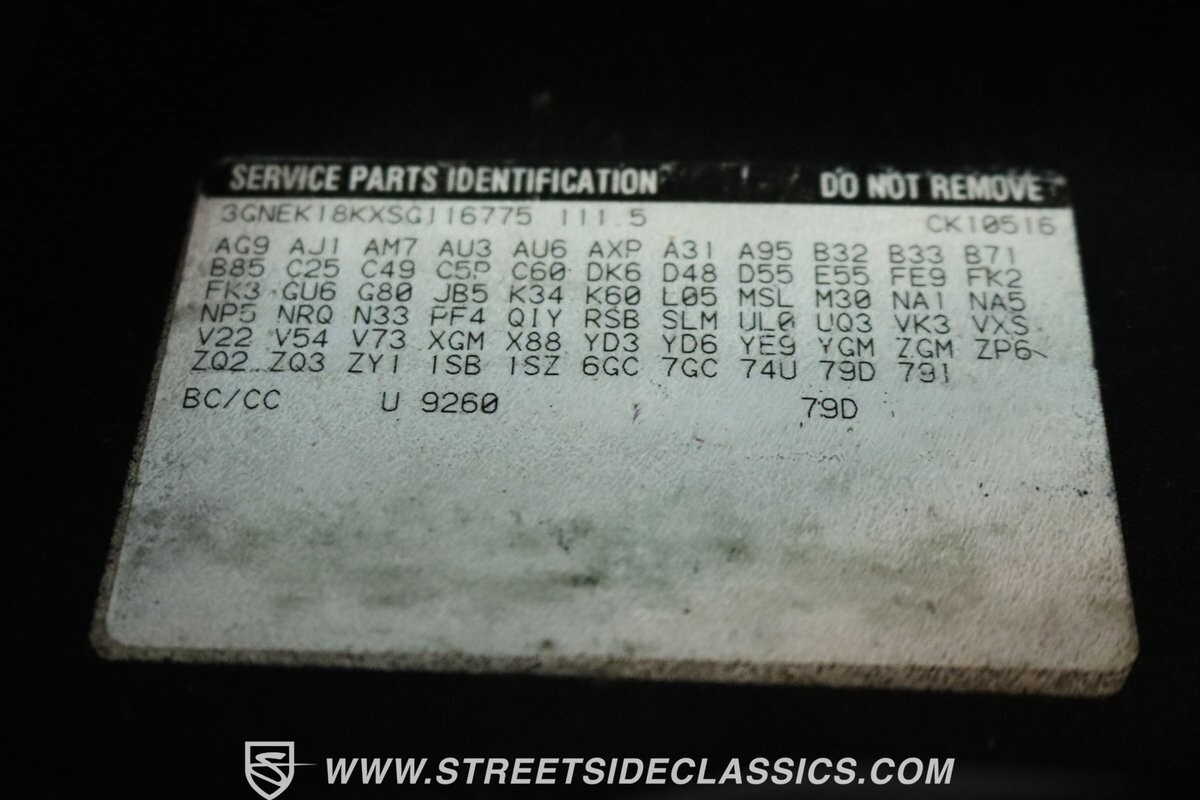 SERVICE PARTS IDENTIFICATION DO NOT REMOVE
3GNEK18KXSG116775 111.5 CK10516
AG9 AJ1 AM7 AU3 AU6 AXP A31 A95 B32 B33 B71
B85 C25 C49 C5P C60 DK6 D48 D55 E55 FE9 FK2
FK3 GU6 G80 JB5 K34 K60 L05 MSL M30 NA1 NA5
NP5 NRQ N33 PF4 QIY RSB SLM UL0 UQ3 VK3 VXS
V22 V54 V73 XGM X88 YD3 YD6 YE9 YGM ZGM ZP6
ZQ2 ZQ3 ZY1 1SB 1SZ 6GC 7GC 74U 79D 791
BC/CC U 9260 79D
WWW.STREETSIDECLASSICS.COM